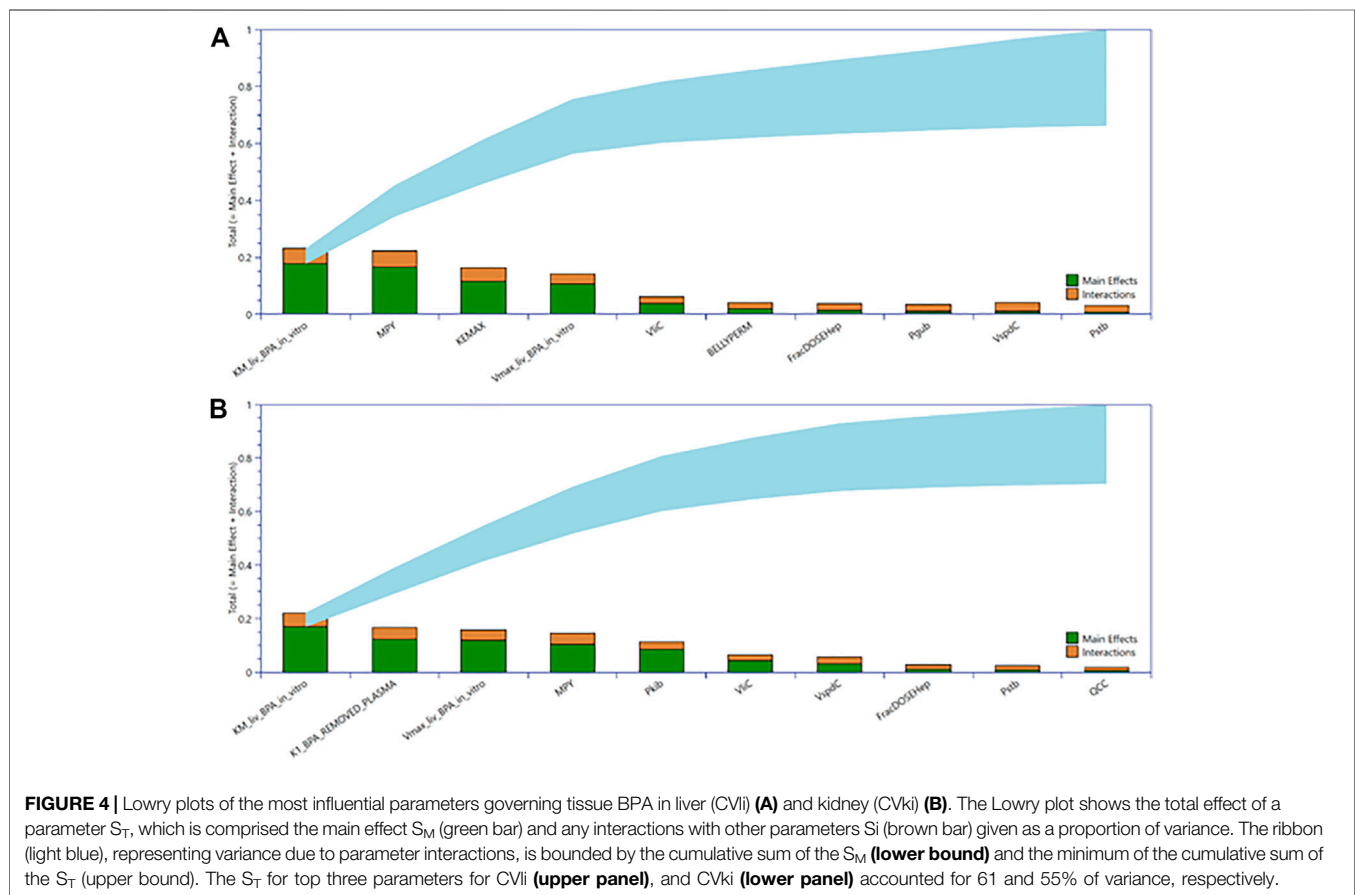 A
1
0.8
0.6
0.4
0.2
0
Total (= Main Effect + Interaction)
Main Effects
Interactions
KM_liv_BPA_in_vitro
MPY
KEMAX
Vmax_liv_BPA_in_vitro
VliC
BELLYPERM
FracDOSEHep
Pgub
VspdC
Pstb
B
1
0.8
0.6
0.4
0.2
0
Total (= Main Effect + Interaction)
Main Effects
Interactions
KM_liv_BPA_in_vitro
K1_BPA_REMOVED_PLASMA
Vmax_liv_BPA_in_vitro
MPY
Pkib
VliC
VspdC
FracDOSEHep
Pstb
QCC
FIGURE 4 | Lowry plots of the most influential parameters governing tissue BPA in liver (CVli) (A) and kidney (CVki) (B). The Lowry plot shows the total effect of a
parameter S_T, which is comprised the main effect S_M (green bar) and any interactions with other parameters Si (brown bar) given as a proportion of variance. The ribbon
(light blue), representing variance due to parameter interactions, is bounded by the cumulative sum of the S_M (lower bound) and the minimum of the cumulative sum of
the S_T (upper bound). The S_T for top three parameters for CVli (upper panel), and CVki (lower panel) accounted for 61 and 55% of variance, respectively.